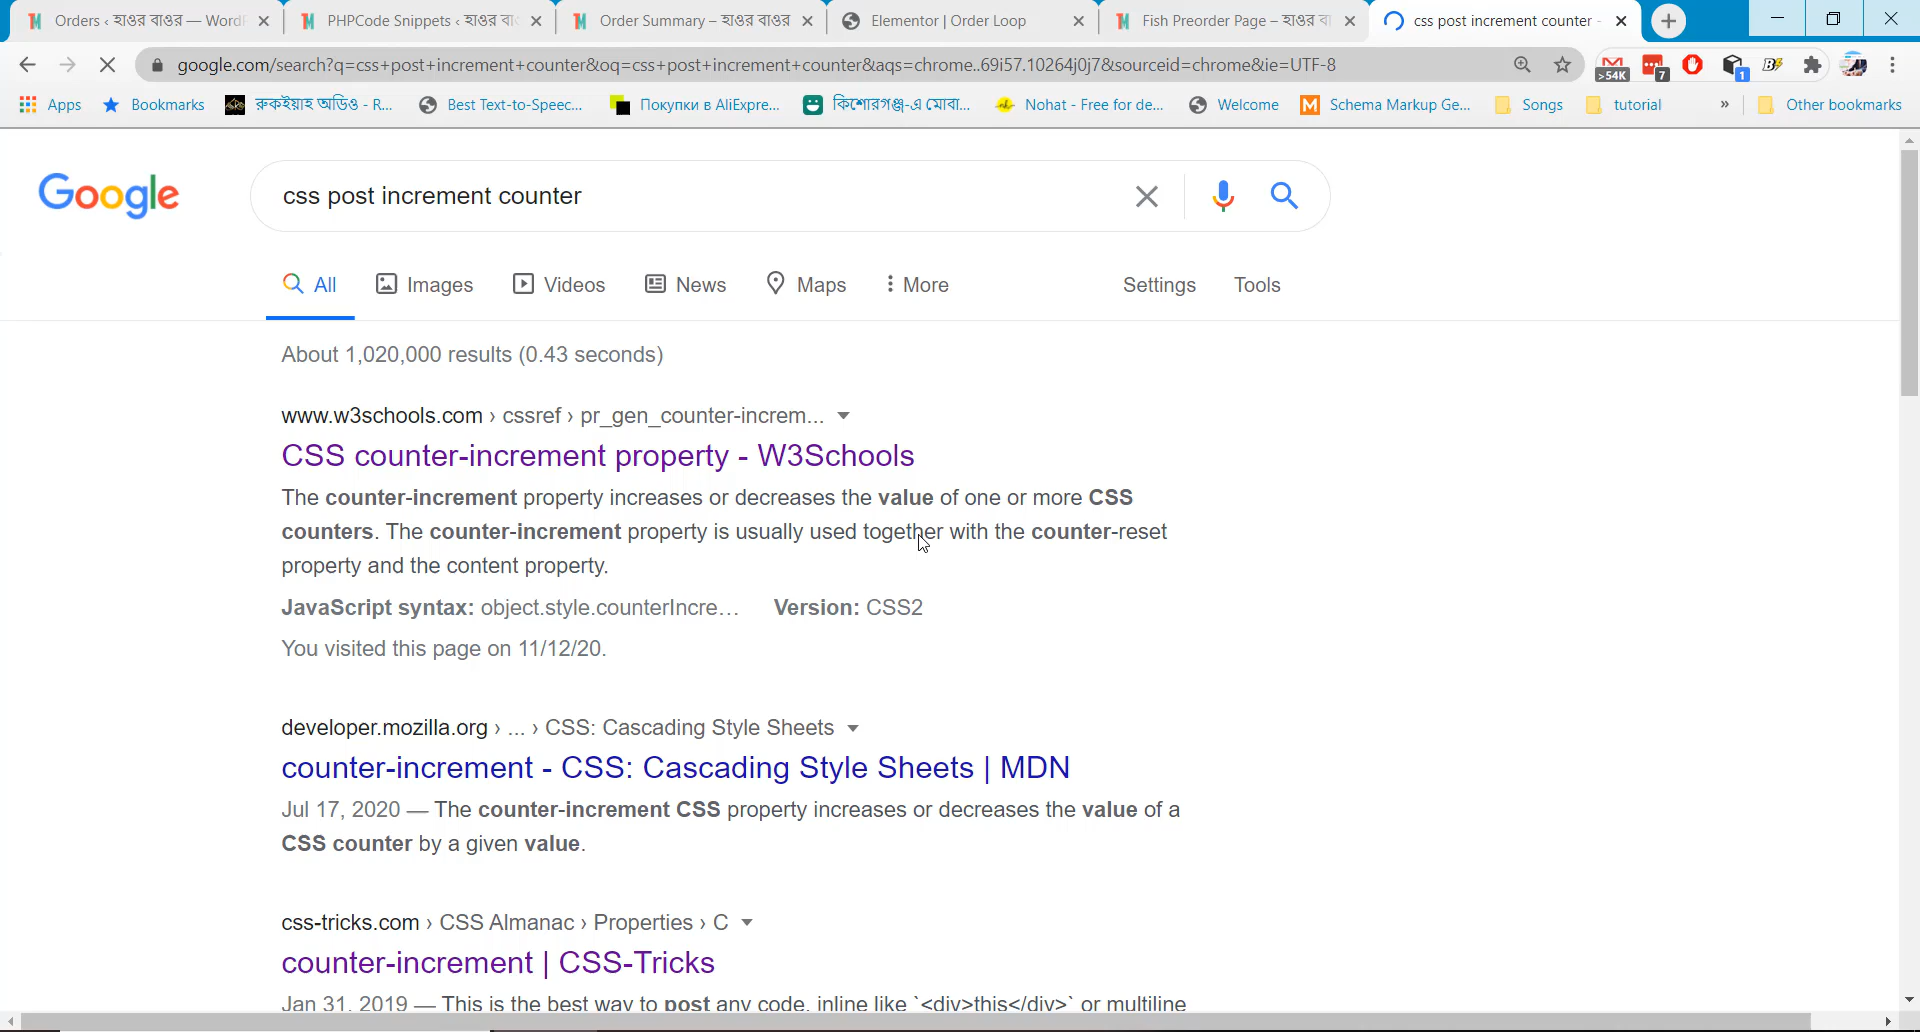 Orders ‹ হাওর বাওর — WordP
PHPCode Snippets ‹ হাওর বাও
Order Summary – হাওর বাওর
Elementor | Order Loop
Fish Preorder Page – হাওর ব
css post increment counter -
google.com/search?q=css+post+increment+counter&oq=css+post+increment+counter&aqs=chrome..69i57.10264j0j7&sourceid=chrome&ie=UTF-8
>54K
7
1
Apps
Bookmarks
রুকইয়াহ অডিও - R...
Best Text-to-Speec...
Покупки в AliExpre...
কিশোরগঞ্জ-এ মোবা...
Nohat - Free for de...
Welcome
Schema Markup Ge...
Songs
tutorial
»
Other bookmarks
Google
css post increment counter
All
Images
Videos
News
Maps
More
Settings
Tools
About 1,020,000 results (0.43 seconds)
www.w3schools.com › cssref › pr_gen_counter-increm...
CSS counter-increment property - W3Schools
The counter-increment property increases or decreases the value of one or more CSS
counters. The counter-increment property is usually used together with the counter-reset
property and the content property.
JavaScript syntax: object.style.counterIncre... Version: CSS2
You visited this page on 11/12/20.
developer.mozilla.org › ... › CSS: Cascading Style Sheets
counter-increment - CSS: Cascading Style Sheets | MDN
Jul 17, 2020 — The counter-increment CSS property increases or decreases the value of a
CSS counter by a given value.
css-tricks.com › CSS Almanac › Properties › C
counter-increment | CSS-Tricks
Jan 31, 2019 — This is the best way to post any code, inline like `<div>this</div>` or multiline